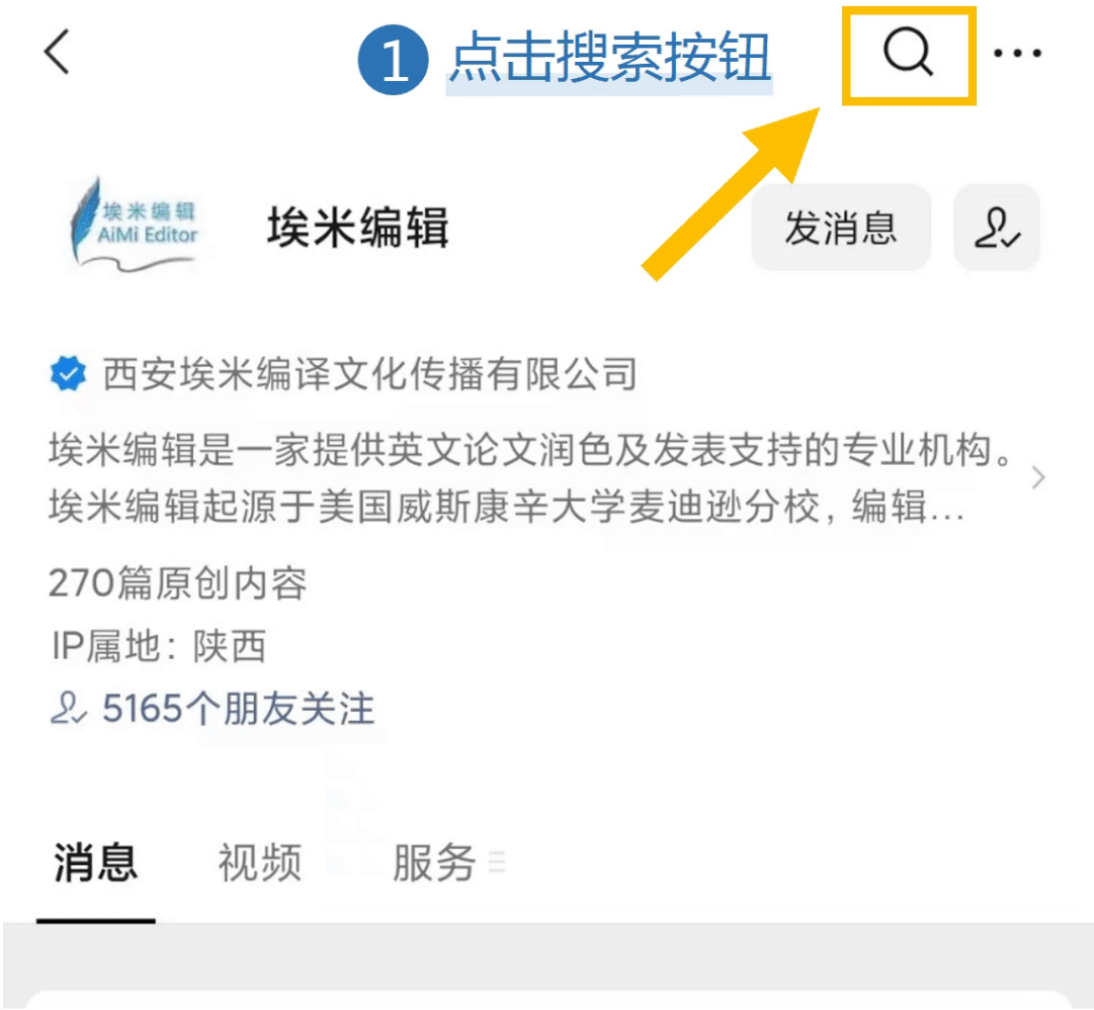 1 点击搜索按钮
埃米编辑
AiMi Editor
埃米编辑
发消息
西安埃米编译文化传播有限公司
埃米编辑是一家提供英文论文润色及发表支持的专业机构。
埃米编辑起源于美国威斯康辛大学麦迪逊分校，编辑...
270篇原创内容
IP属地：陕西
5165个朋友关注
消息 视频 服务